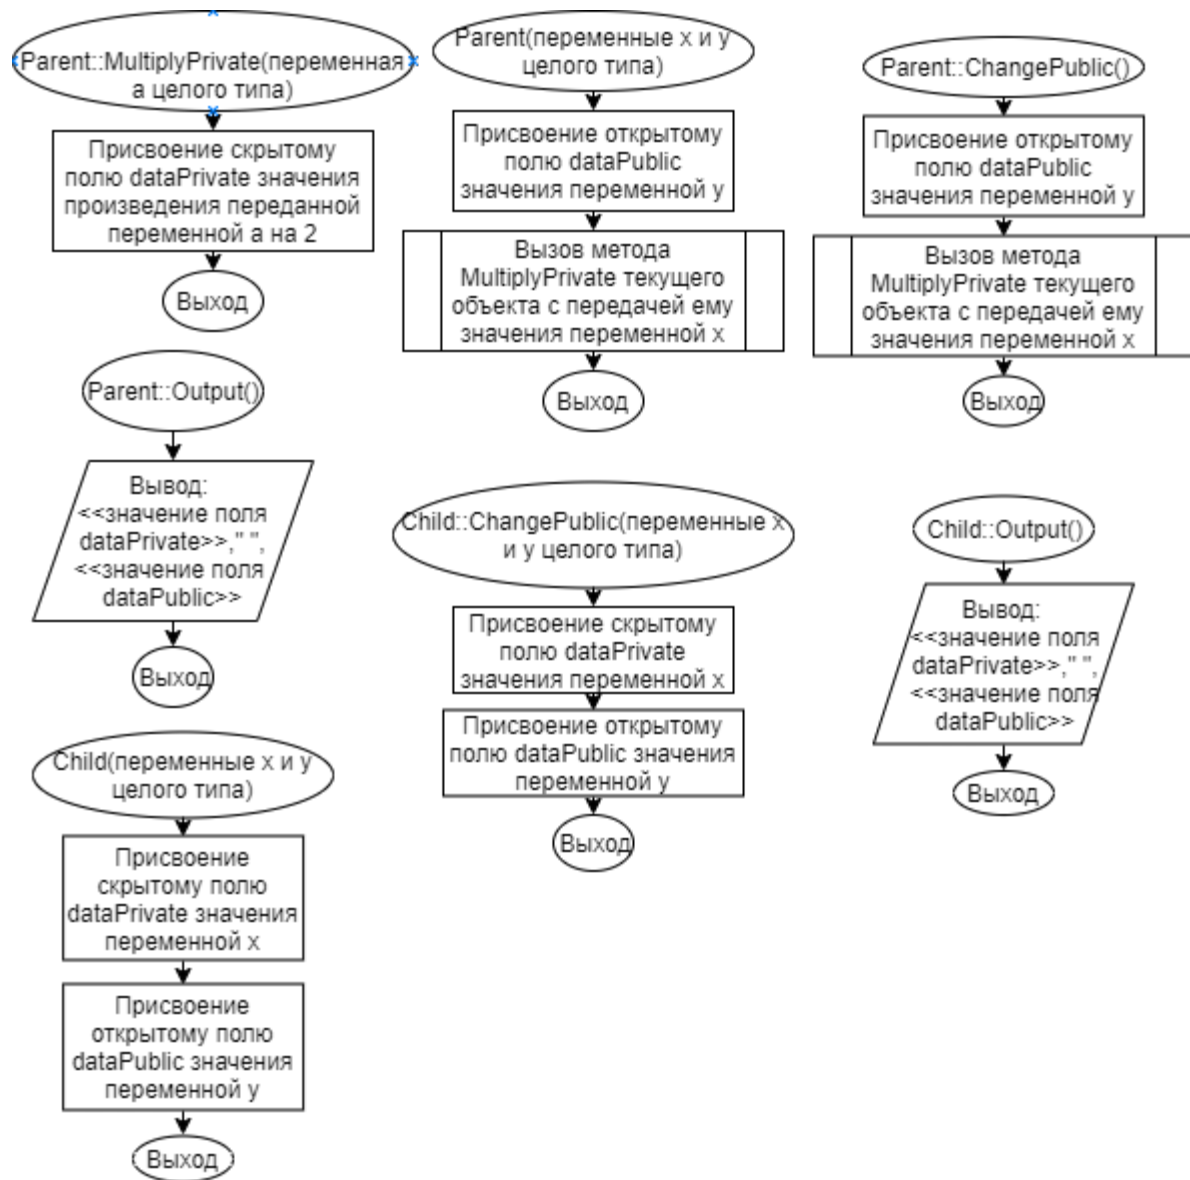 Parent::MultiplyPrivate(переменная
а целого типа)
Присвоение скрытому
полю dataPrivate значения
произведения переданной
переменной а на 2
Выход
Parent(переменные x и y
целого типа)
Присвоение открытому
полю dataPublic
значения переменной y
Вызов метода
MultiplyPrivate текущего
объекта с передачей ему
значения переменной x
Выход
Parent::ChangePublic()
Присвоение открытому
полю dataPublic
значения переменной y
Вызов метода
MultiplyPrivate текущего
объекта с передачей ему
значения переменной x
Выход
Parent::Output()
Вывод:
<<значение поля
dataPrivate>>," ",
<<значение поля
dataPublic>>
Выход
Child::ChangePublic(переменные x
и y целого типа)
Присвоение скрытому
полю dataPrivate
значения переменной x
Присвоение открытому
полю dataPublic значения
переменной y
Выход
Child::Output()
Вывод:
<<значение поля
dataPrivate>>," ",
<<значение поля
dataPublic>>
Выход
Child(переменные x и y
целого типа)
Присвоение
скрытому полю
dataPrivate значения
переменной x
Присвоение
открытому полю
dataPublic значения
переменной y
Выход